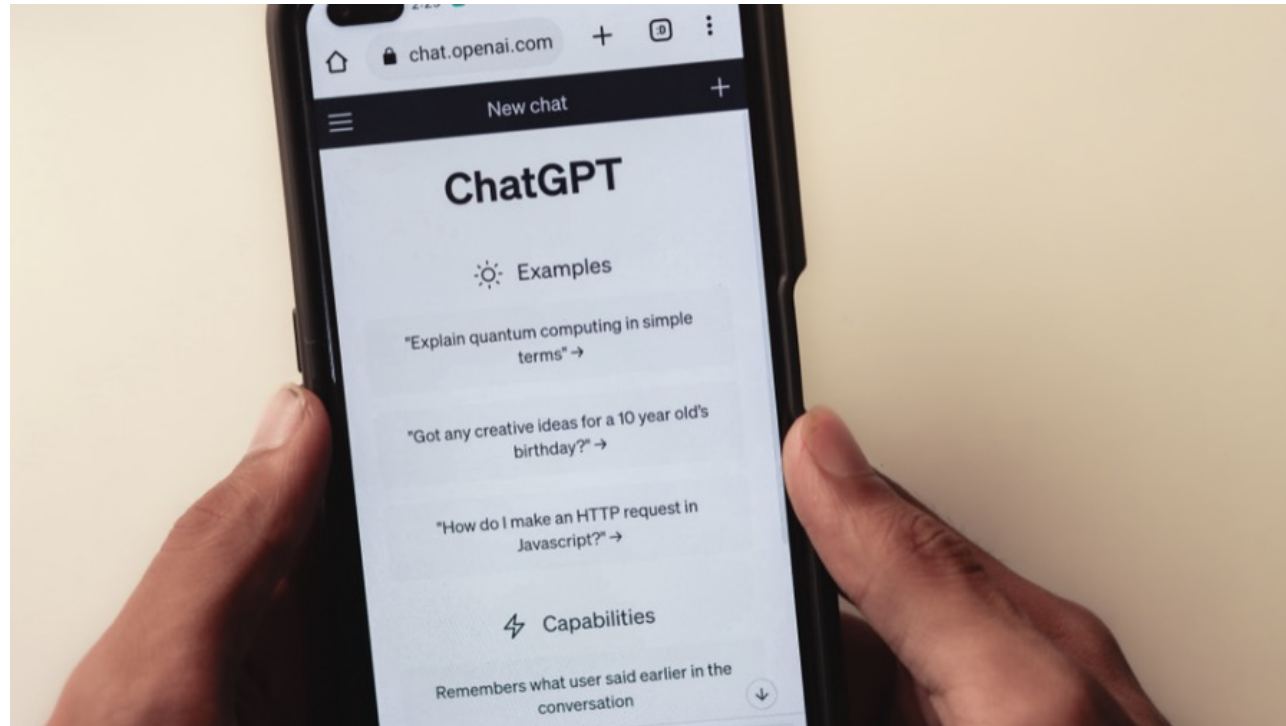 chat.openai.com
:D
New chat
ChatGPT
Examples
"Explain quantum computing in simple
terms" →
"Got any creative ideas for a 10 year old's
birthday?" →
"How do I make an HTTP request in
Javascript?" →
Capabilities
Remembers what user said earlier in the
conversation